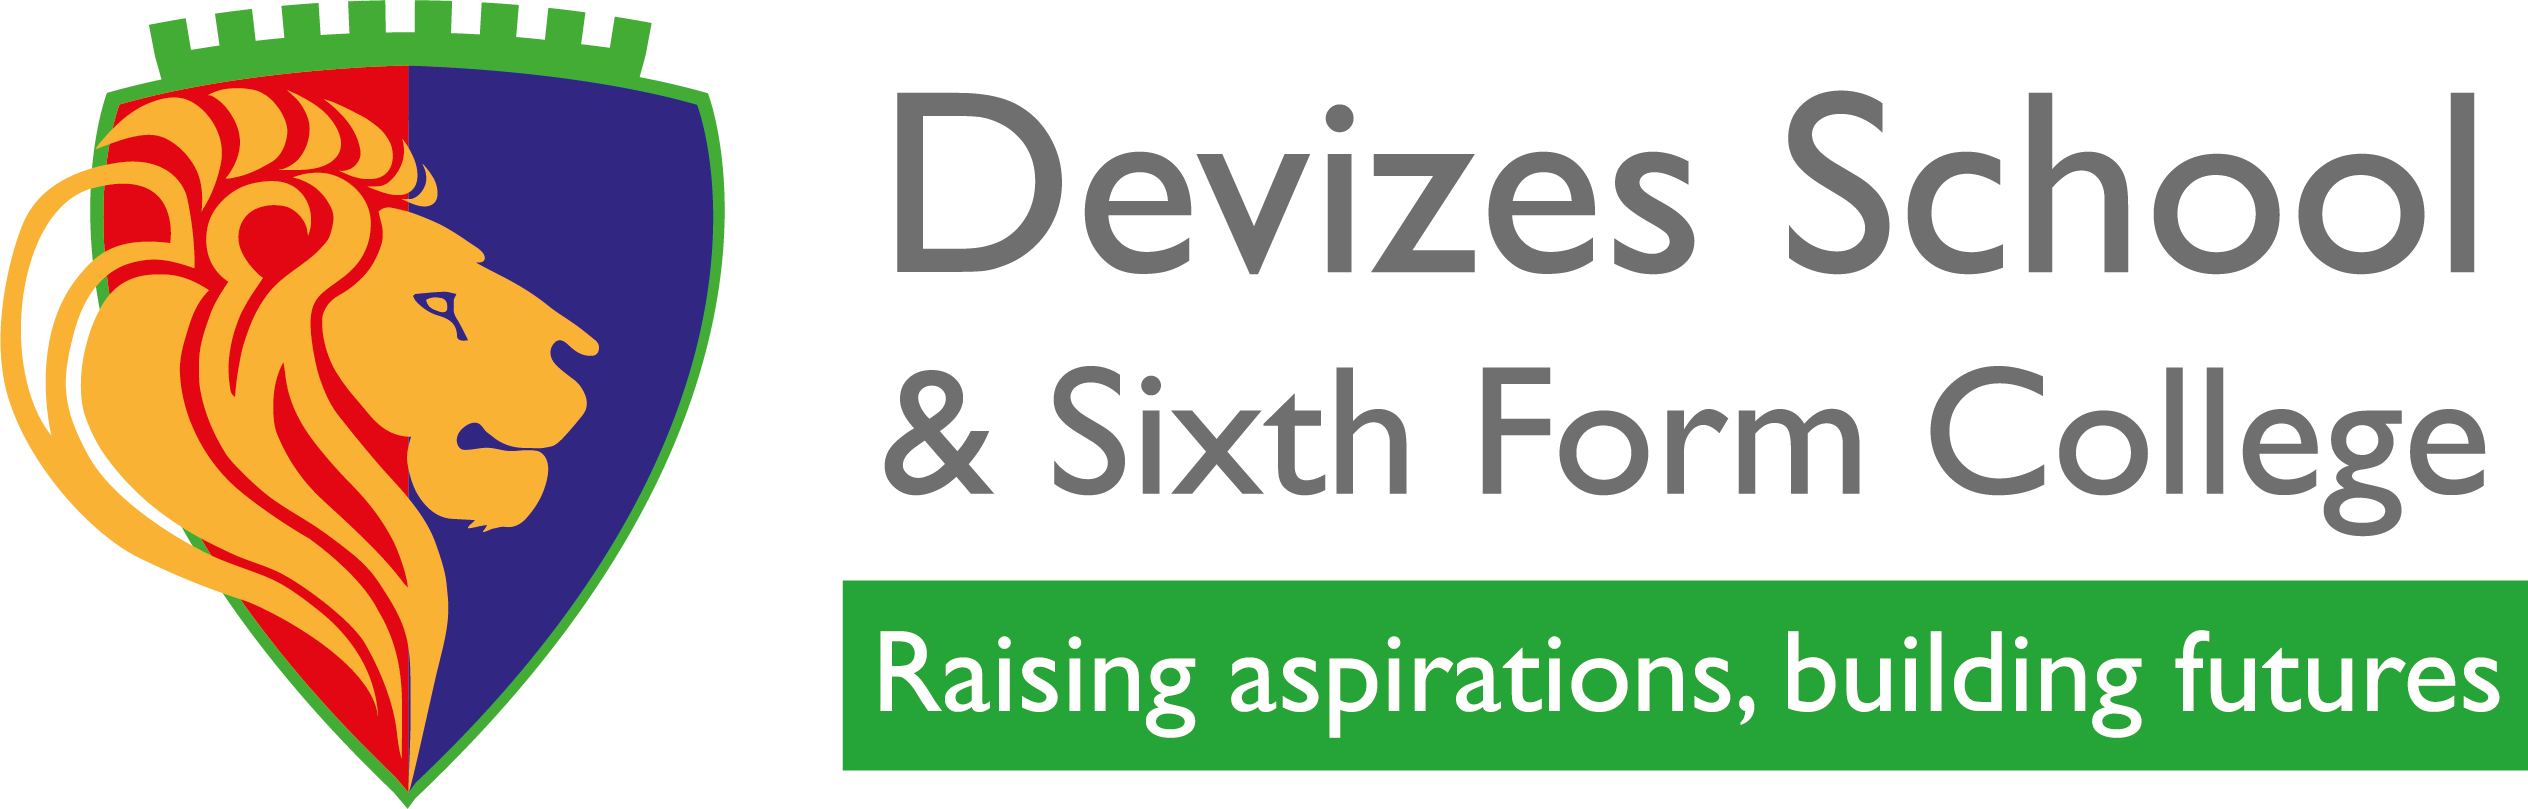 Devizes School
& Sixth Form College
Raising aspirations, building futures